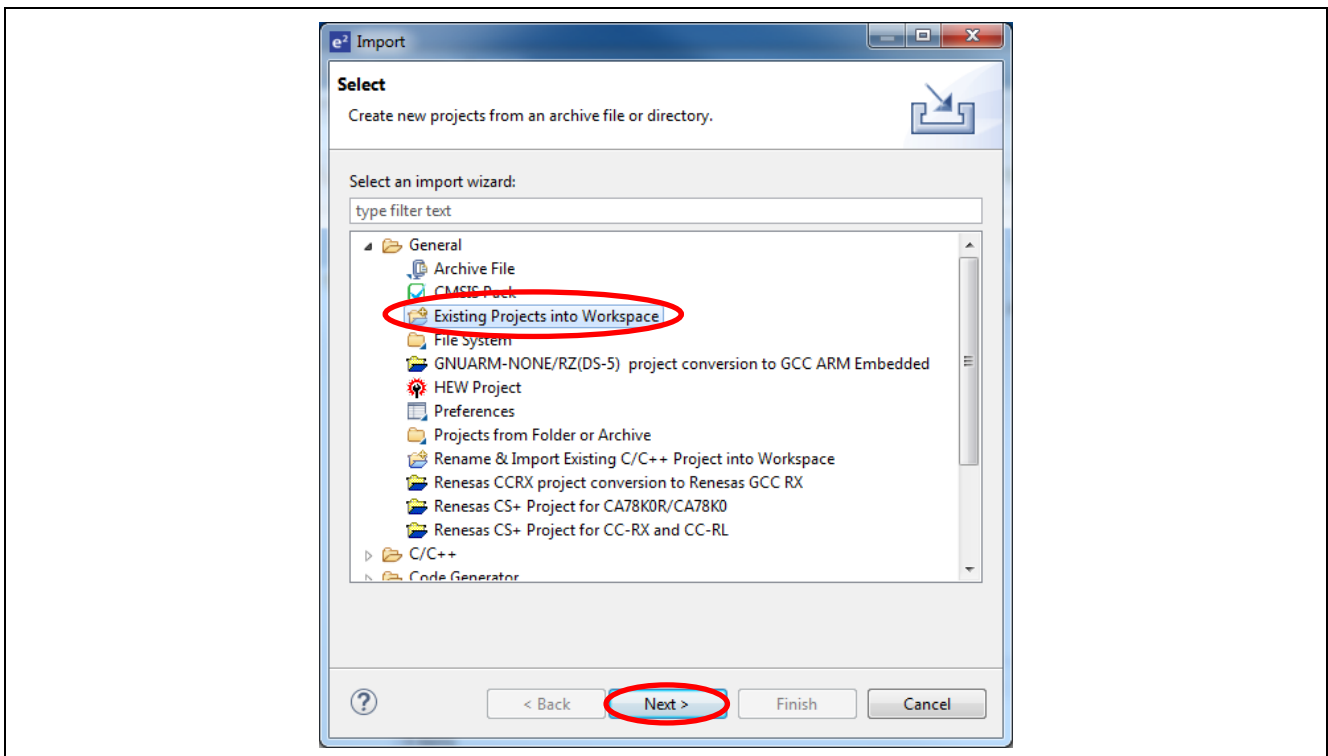 e² Import
Select
Create new projects from an archive file or directory.
Select an import wizard:
type filter text
General
Archive File
CMSIS Pack
Existing Projects into Workspace
File System
GNUARM-NONE/RZ(DS-5) project conversion to GCC ARM Embedded
HEW Project
Preferences
Projects from Folder or Archive
Rename & Import Existing C/C++ Project into Workspace
Renesas CCRX project conversion to Renesas GCC RX
Renesas CS+ Project for CA78K0R/CA78K0
Renesas CS+ Project for CC-RX and CC-RL
C/C++
Code Generator
? < Back Next > Finish Cancel